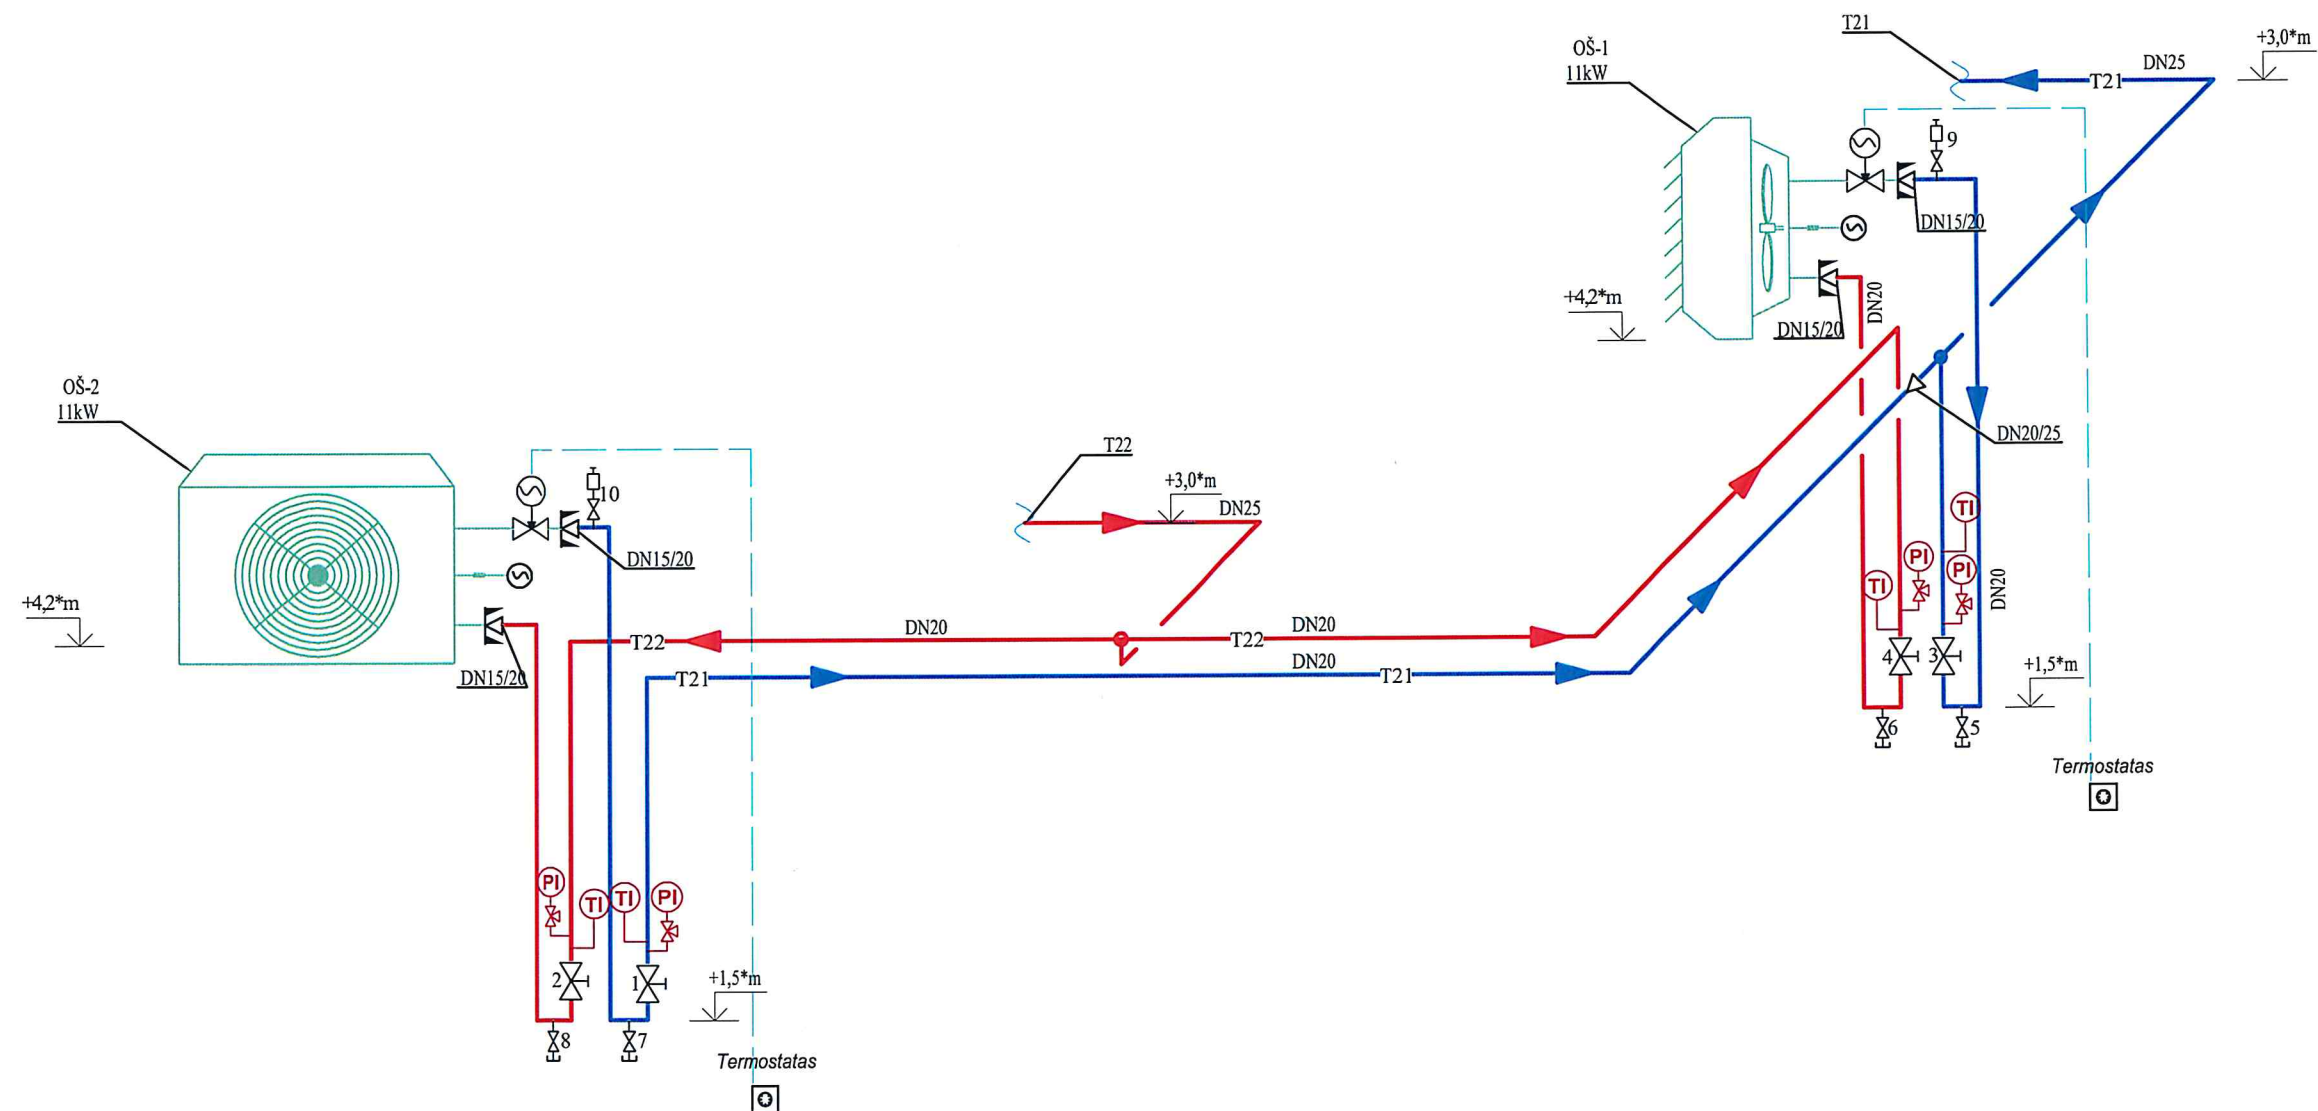 T21
+3,0*m
OŠ-1
11kW
DN25
T21
9
DN15/20
DN20
+4,2*m
DN15/20
OŠ-2
11kW
DN20/25
T22
+3,0*m
DN25
10
DN15/20
TI
PI
PI
TI
DN20
+4,2*m
DN20
DN20
T22
T22
4
3
DN20
+1,5*m
DN15/20
T21
T21
6
5
Termostatas
PI
TI
TI
PI
2
1
+1,5*m
8
7
Termostatas